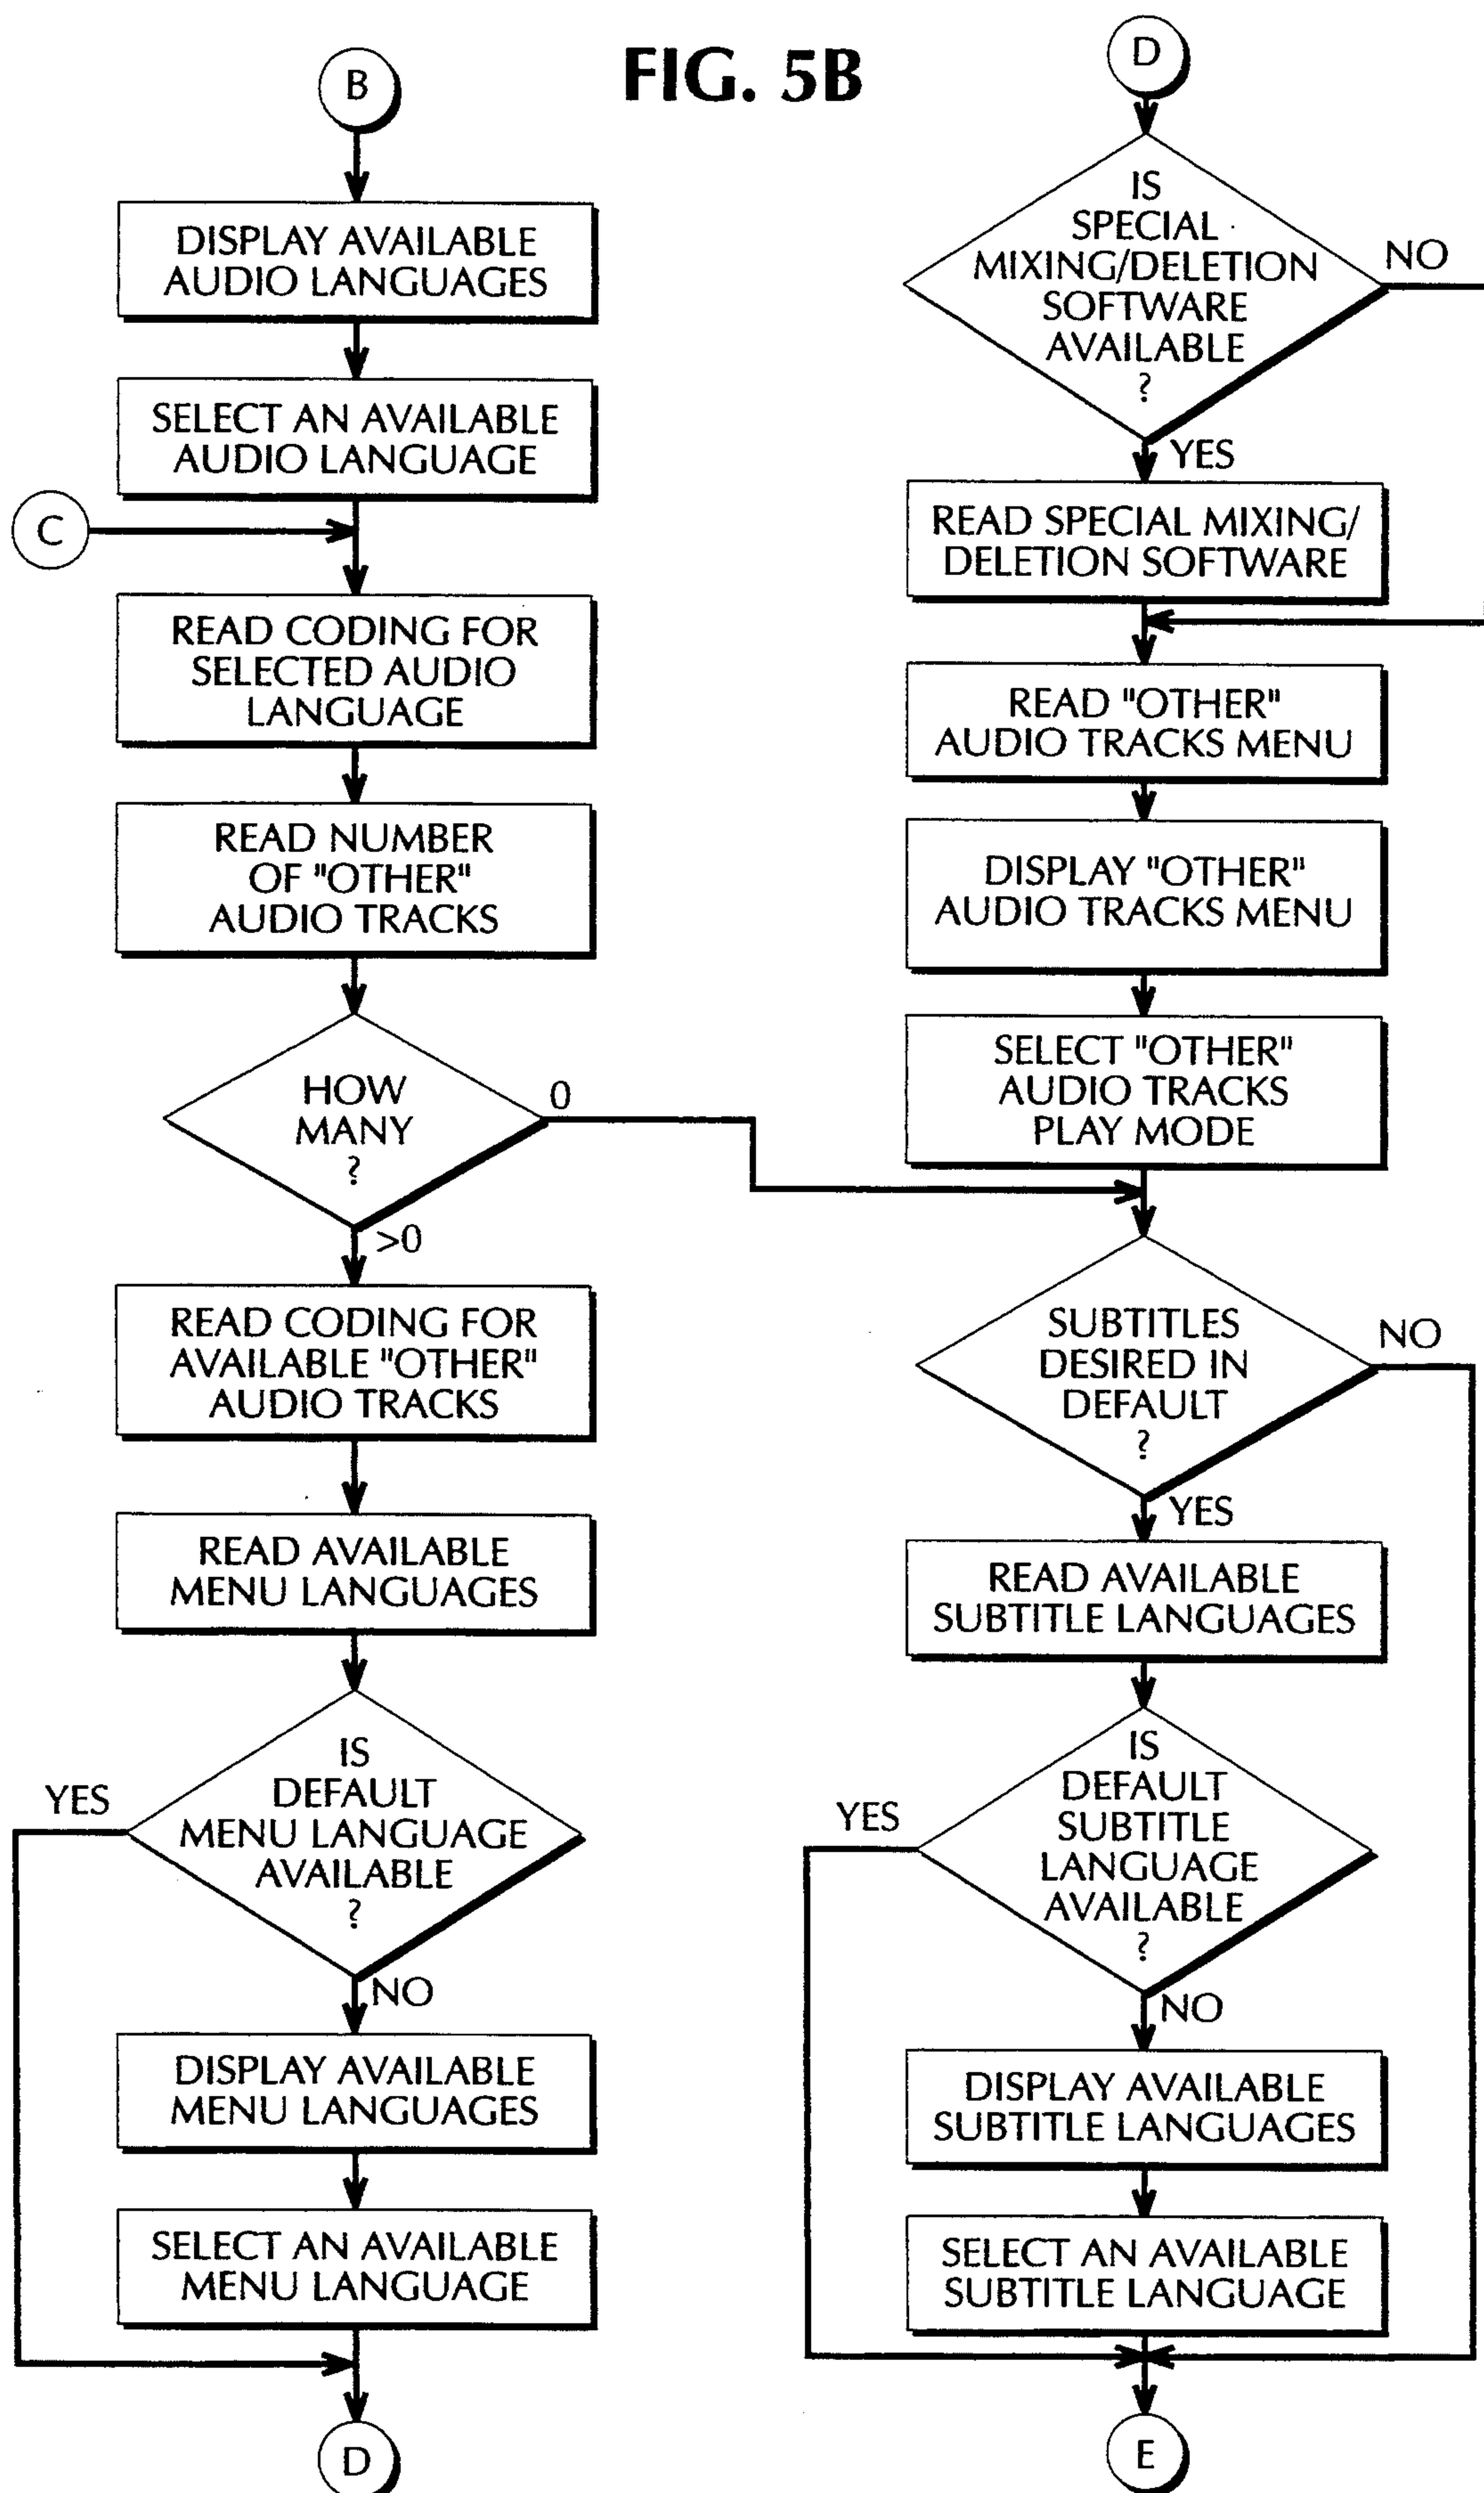 FIG. 5B
B
DISPLAY AVAILABLE
AUDIO LANGUAGES
SELECT AN AVAILABLE
AUDIO LANGUAGE
C
READ CODING FOR
SELECTED AUDIO
LANGUAGE
READ NUMBER
OF "OTHER"
AUDIO TRACKS
HOW
MANY
?
0
>0
READ CODING FOR
AVAILABLE "OTHER"
AUDIO TRACKS
READ AVAILABLE
MENU LANGUAGES
IS
DEFAULT
MENU LANGUAGE
AVAILABLE
?
YES
NO
DISPLAY AVAILABLE
MENU LANGUAGES
SELECT AN AVAILABLE
MENU LANGUAGE
D
D
IS
SPECIAL
MIXING/DELETION
SOFTWARE
AVAILABLE
?
NO
YES
READ SPECIAL MIXING/
DELETION SOFTWARE
READ "OTHER"
AUDIO TRACKS MENU
DISPLAY "OTHER"
AUDIO TRACKS MENU
SELECT "OTHER"
AUDIO TRACKS
PLAY MODE
SUBTITLES
DESIRED IN
DEFAULT
?
NO
YES
READ AVAILABLE
SUBTITLE LANGUAGES
IS
DEFAULT
SUBTITLE
LANGUAGE
AVAILABLE
?
YES
NO
DISPLAY AVAILABLE
SUBTITLE LANGUAGES
SELECT AN AVAILABLE
SUBTITLE LANGUAGE
E